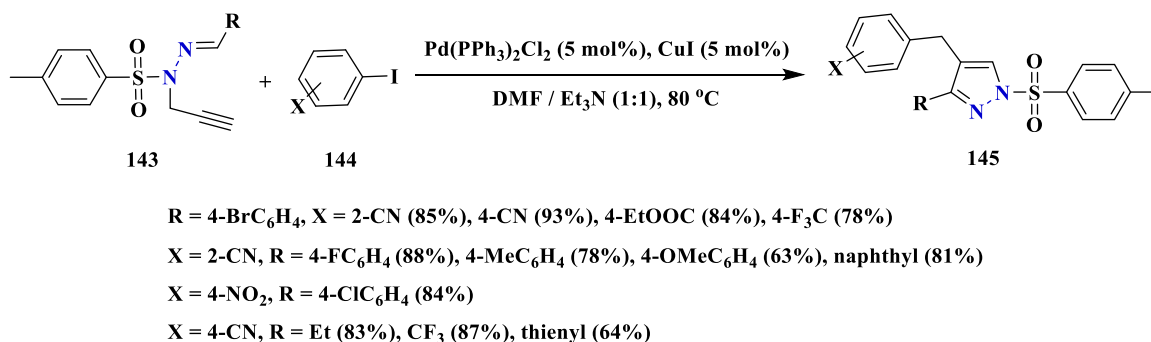 R
O
N
S
N
O
143
+
X
I
144
Pd(PPh₃)₂Cl₂ (5 mol%), CuI (5 mol%)
DMF / Et₃N (1:1), 80 °C
X
R
N
N
O
S
O
145
R = 4-BrC₆H₄, X = 2-CN (85%), 4-CN (93%), 4-EtOOC (84%), 4-F₃C (78%)
X = 2-CN, R = 4-FC₆H₄ (88%), 4-MeC₆H₄ (78%), 4-OMeC₆H₄ (63%), naphthyl (81%)
X = 4-NO₂, R = 4-ClC₆H₄ (84%)
X = 4-CN, R = Et (83%), CF₃ (87%), thienyl (64%)